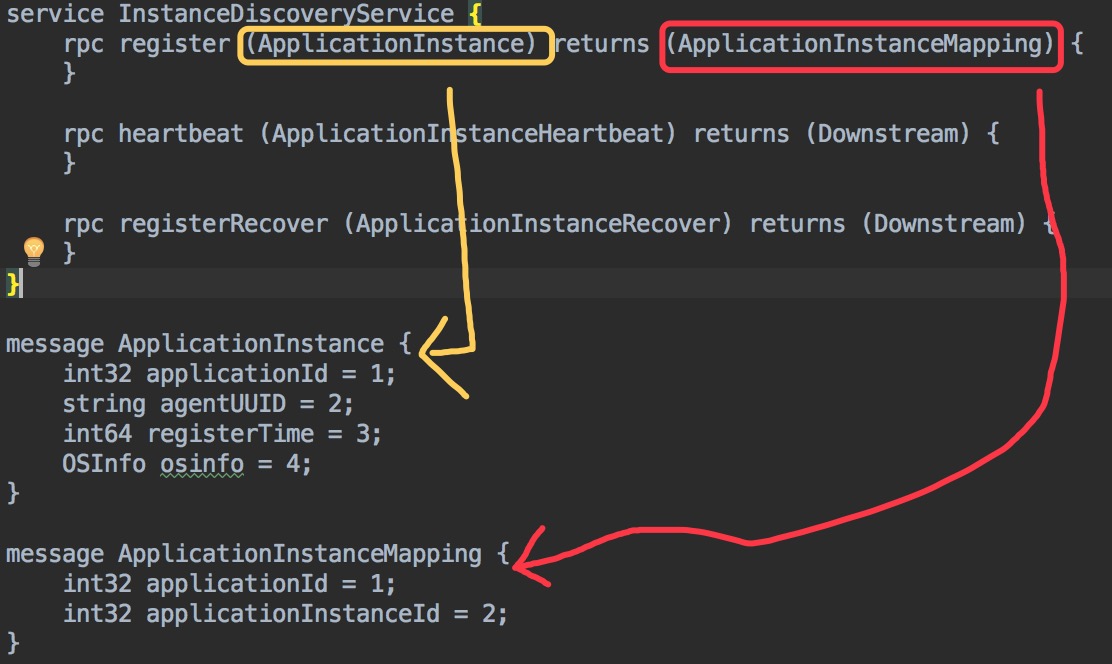 service InstanceDiscoveryService {
    rpc register (ApplicationInstance) returns (ApplicationInstanceMapping) {
    }

    rpc heartbeat (ApplicationInstanceHeartbeat) returns (Downstream) {
    }

    rpc registerRecover (ApplicationInstanceRecover) returns (Downstream) {
    }
}

message ApplicationInstance {
    int32 applicationId = 1;
    string agentUUID = 2;
    int64 registerTime = 3;
    OSInfo osinfo = 4;
}

message ApplicationInstanceMapping {
    int32 applicationId = 1;
    int32 applicationInstanceId = 2;
}